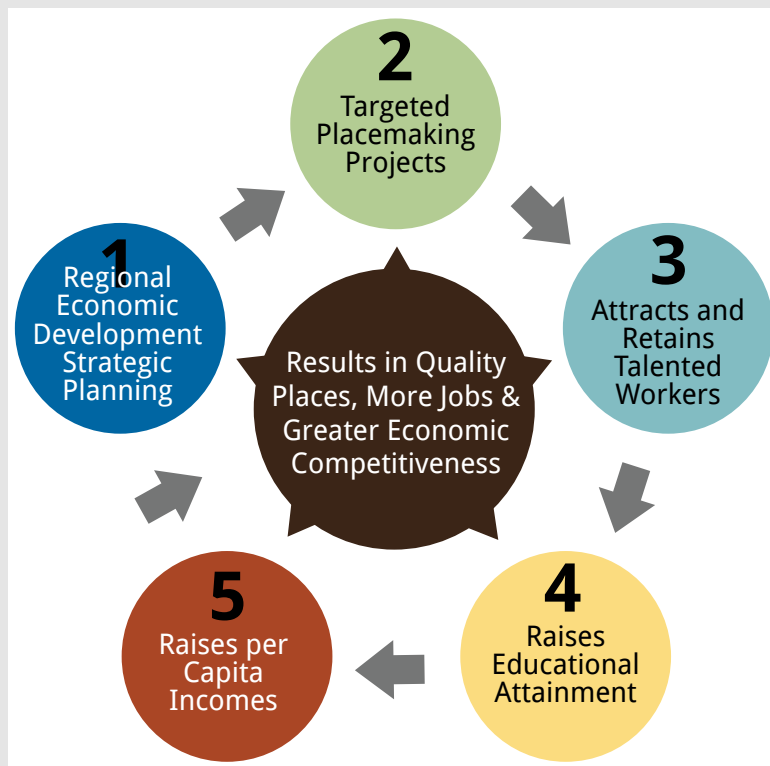 1
Regional
Economic
Development
Strategic
Planning
2
Targeted
Placemaking
Projects
3
Attracts and
Retains
Talented
Workers
4
Raises
Educational
Attainment
5
Raises per
Capita
Incomes
Results in Quality
Places, More Jobs &
Greater Economic
Competitiveness